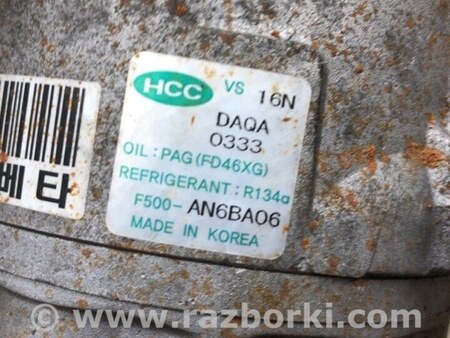 HCC VS 16N
DAQA
0333
OIL : PAG (FD46XG)
REFRIGERANT : R134a
F500- AN6BA06
MADE IN KOREA
베타
© www.razborki.com